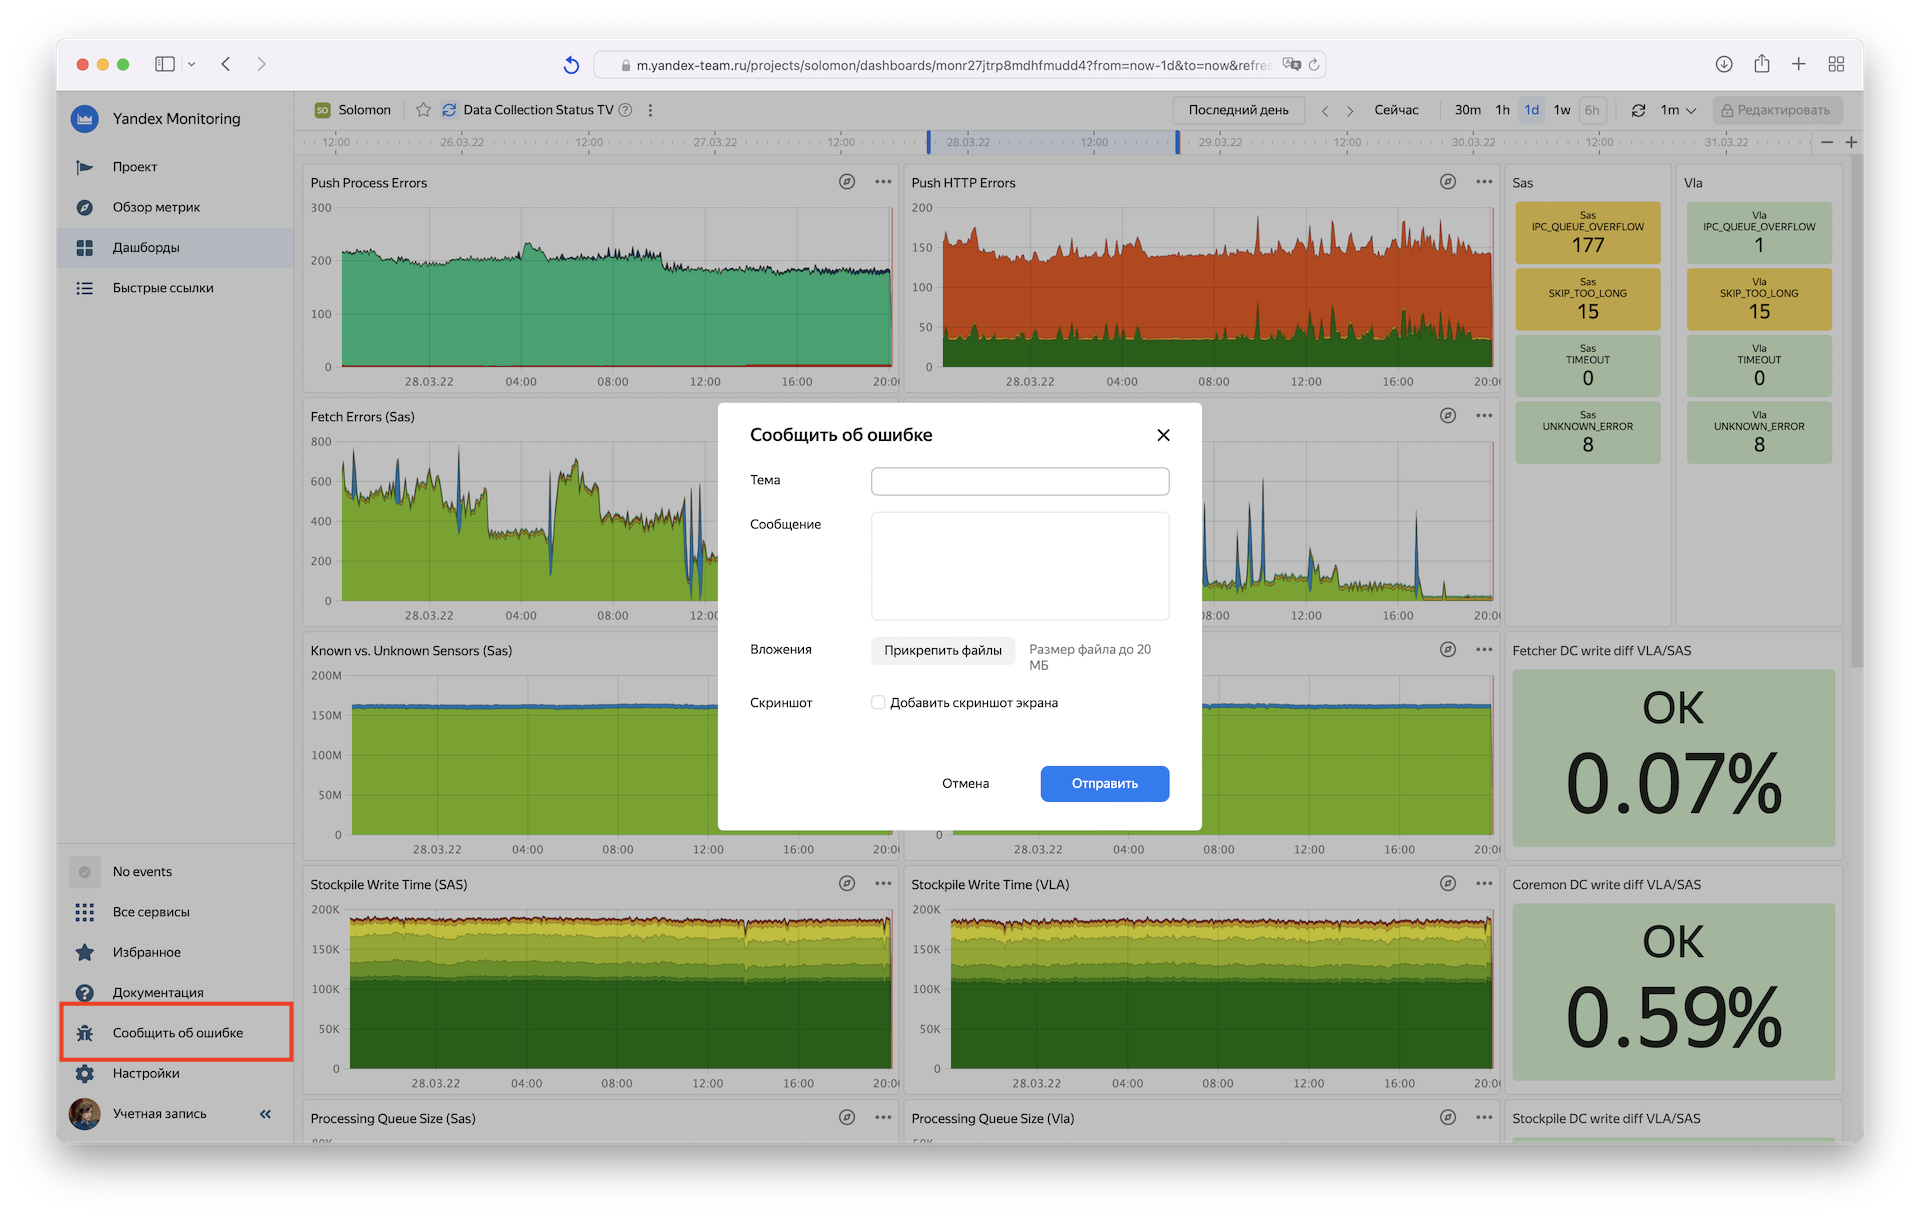 m.yandex-team.ru/projects/solomon/dashboards/monr27jtrp8mdhfmudd4?from=now-1d&to=now&refres
Yandex Monitoring
Проект
Обзор метрик
Дашборды
Быстрые ссылки
No events
Все сервисы
Избранное
Документация
Сообщить об ошибке
Настройки
Учетная запись
SO Solomon
Data Collection Status TV
Последний день
Сейчас
30m 1h 1d 1w 6h
1m
Редактировать
12:00 26.03.22 12:00 27.03.22 12:00 28.03.22 12:00 29.03.22 12:00 30.03.22 12:00 31.03.22
Push Process Errors
300
200
100
0
28.03.22 04:00 08:00 12:00 16:00 20:0
Push HTTP Errors
200
150
100
50
0
28.03.22 04:00 08:00 12:00 16:00 20:0
Sas
Sas
IPC_QUEUE_OVERFLOW
177
Sas
SKIP_TOO_LONG
15
Sas
TIMEOUT
0
Sas
UNKNOWN_ERROR
8
Vla
Vla
IPC_QUEUE_OVERFLOW
1
Vla
SKIP_TOO_LONG
15
Vla
TIMEOUT
0
Vla
UNKNOWN_ERROR
8
Fetch Errors (Sas)
800
600
400
200
0
28.03.22 04:00 08:00 12:00
08:00 12:00 16:00 20:0
Сообщить об ошибке
Тема
Сообщение
Вложения
Прикрепить файлы
Размер файла до 20
МБ
Скриншот
Добавить скриншот экрана
Отмена
Отправить
Known vs. Unknown Sensors (Sas)
200M
150M
100M
50M
0
28.03.22 04:00 08:00 12:00 16:00 20:0
0
28.03.22 04:00 08:00 12:00 16:00 20:0
Fetcher DC write diff VLA/SAS
OK
0.07%
Stockpile Write Time (SAS)
200K
150K
100K
50K
0
28.03.22 04:00 08:00 12:00 16:00 20:0
Stockpile Write Time (VLA)
200K
150K
100K
50K
0
28.03.22 04:00 08:00 12:00 16:00 20:0
Coremon DC write diff VLA/SAS
OK
0.59%
Processing Queue Size (Sas)
Processing Queue Size (Vla)
Stockpile DC write diff VLA/SAS